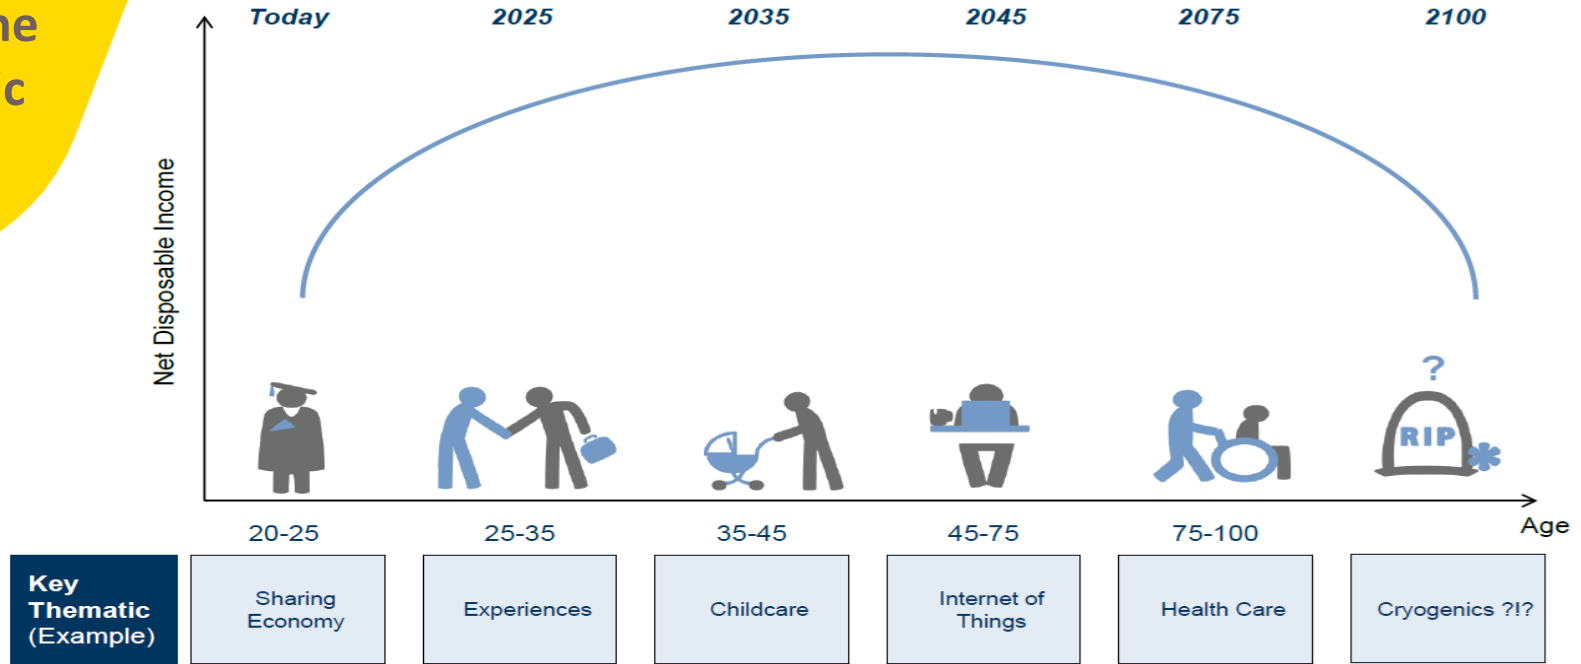 Today 2025 2035 2045 2075 2100
Net Disposable Income
?
RIP
20-25 25-35 35-45 45-75 75-100
Age
Key
Thematic
(Example)
Sharing
Economy
Experiences
Childcare
Internet of
Things
Health Care
Cryogenics ?!?